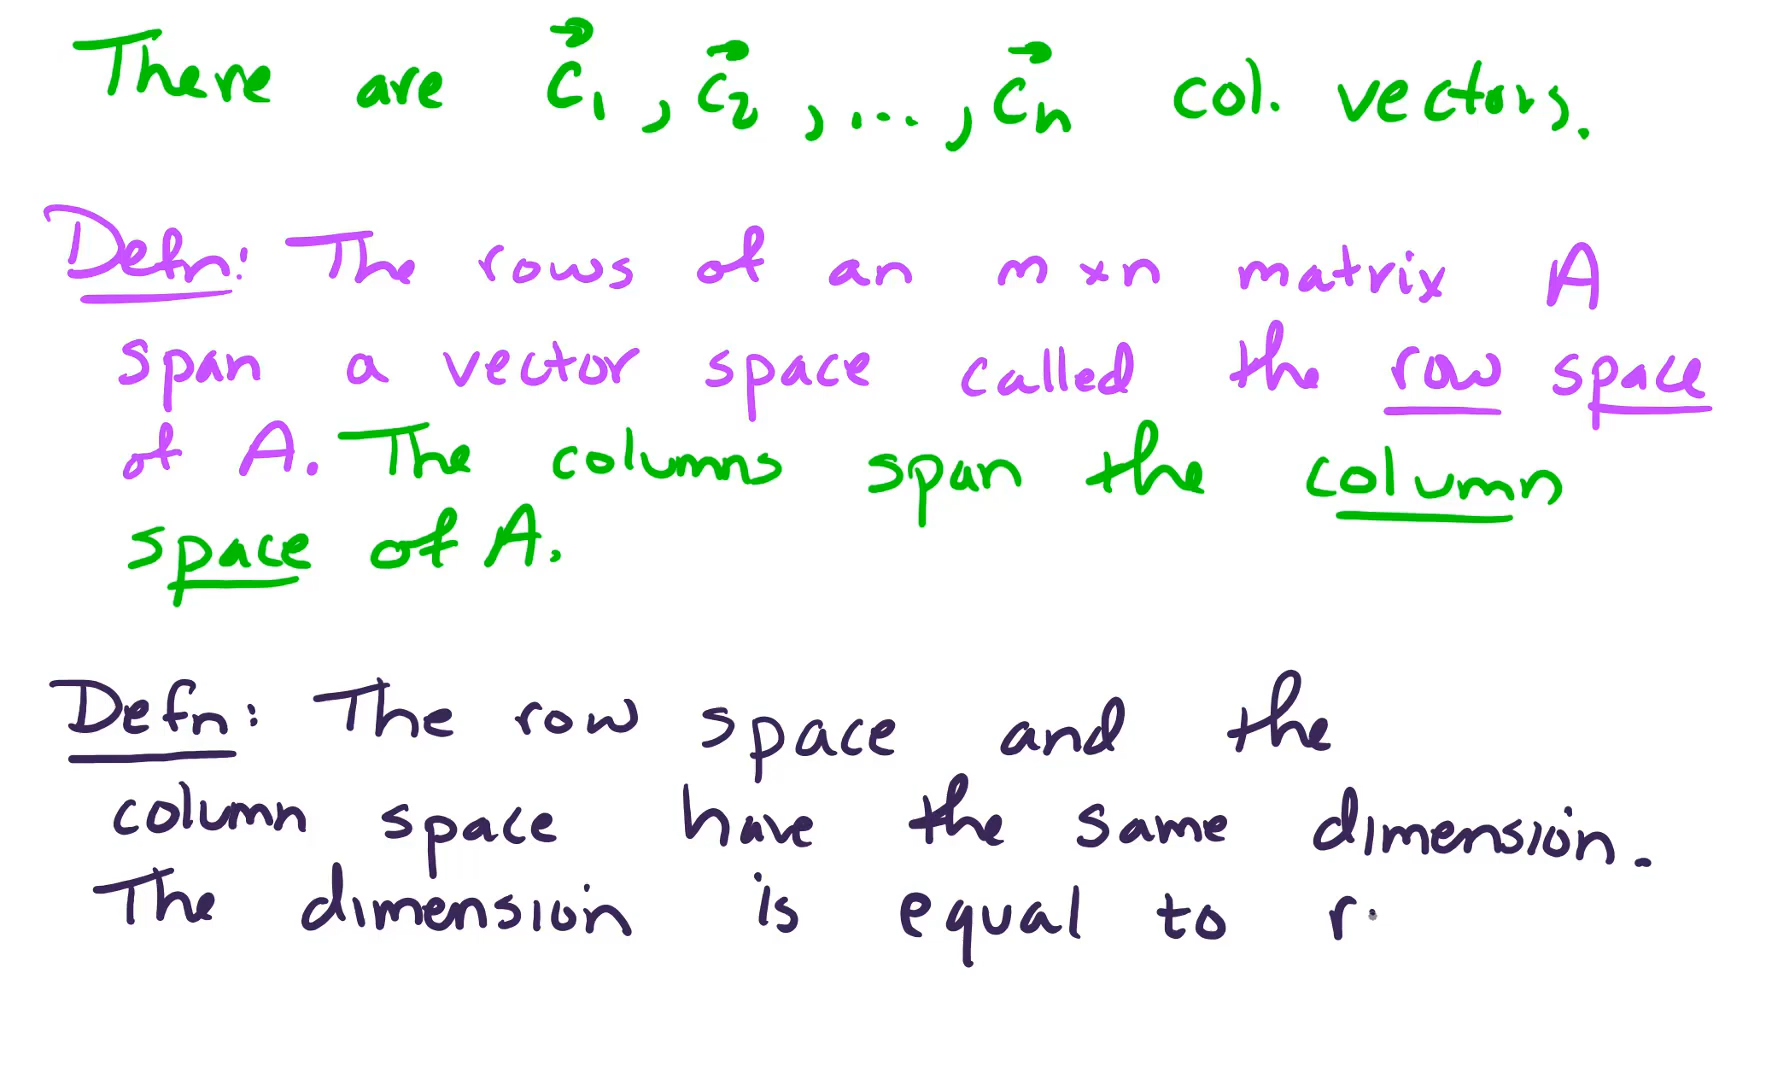 There are c⃗₁, c⃗₂, ..., c⃗ₙ col. vectors.
Defn: The rows of an m×n matrix A
span a vector space called the row space
of A. The columns span the column
space of A.
Defn: The row space and the
column space have the same dimension.
The dimension is equal to r